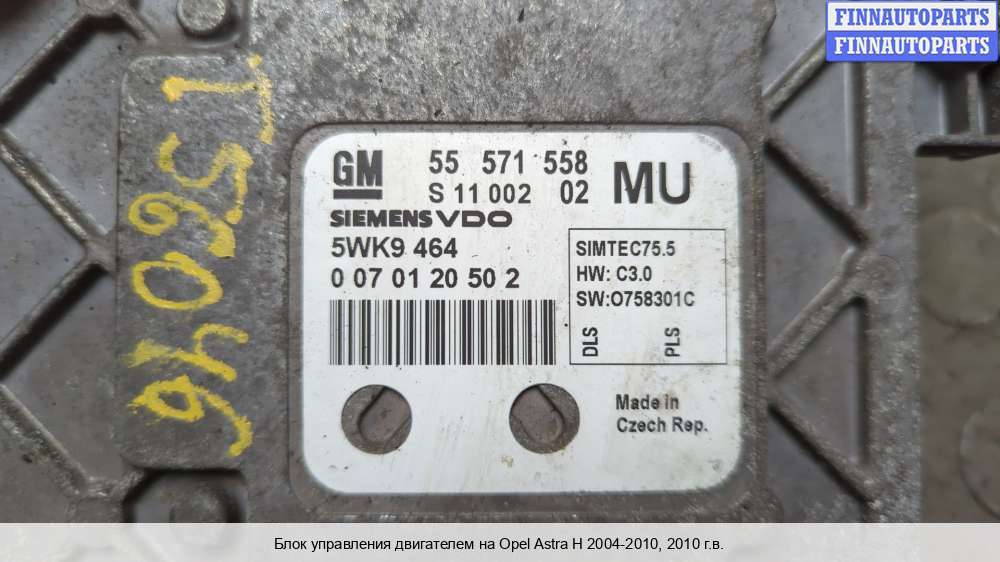 FINNAUTOPARTS
FINNAUTOPARTS
GM
55 571 558
S 11 002 02
MU
SIEMENS VDO
5WK9 464
0 07 01 20 50 2
SIMTEC75.5
HW: C3.0
SW:O758301C
DLS
PLS
Made in
Czech Rep.
Блок управления двигателем на Opel Astra H 2004-2010, 2010 г.в.